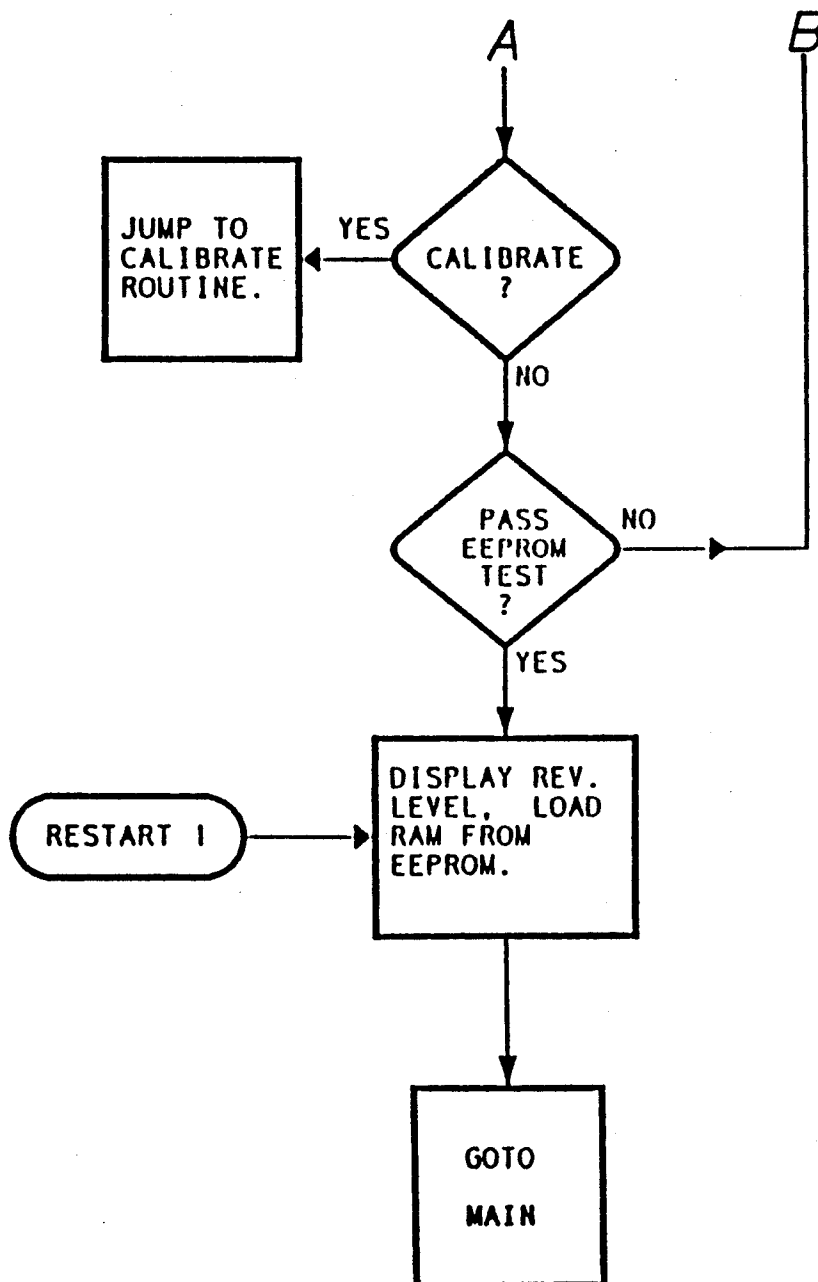 A
B
JUMP TO
CALIBRATE
ROUTINE.
YES
CALIBRATE
?
NO
PASS
EEPROM
TEST
?
NO
YES
DISPLAY REV.
LEVEL, LOAD
RAM FROM
EEPROM.
RESTART 1
GOTO
MAIN